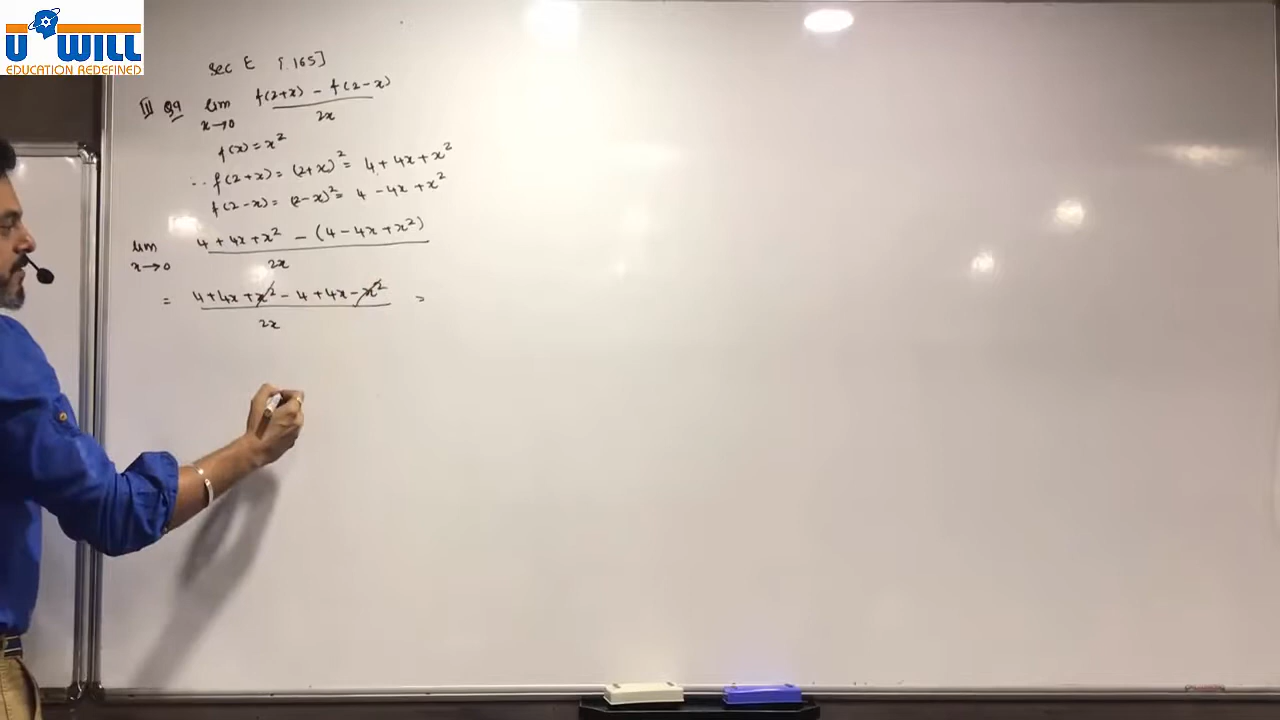 U WILL
EDUCATION REDEFINED
Sec E [165]
III Q9 lim x→0 f(2+x) - f(2-x) / 2x
f(x) = x²
∴ f(2+x) = (2+x)² = 4 + 4x + x²
f(2-x) = (2-x)² = 4 - 4x + x²
lim x→0 4 + 4x + x² - (4 - 4x + x²) / 2x
= 4 + 4x + x² - 4 + 4x - x² / 2x =